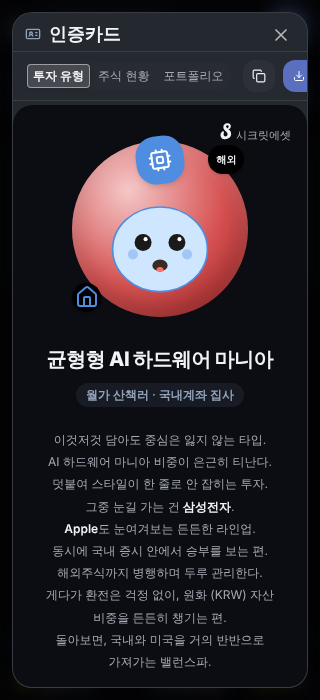 인증카드
투자 유형 주식 현황 포트폴리오
시크릿에셋
해외
균형형 AI 하드웨어 마니아
월가 산책러 · 국내계좌 집사
이것저것 담아도 중심은 잃지 않는 타입.
AI 하드웨어 마니아 비중이 은근히 티난다.
덧붙여 스타일이 한 줄로 안 잡히는 투자.
그중 눈길 가는 건 삼성전자.
Apple도 눈여겨보는 든든한 라인업.
동시에 국내 증시 안에서 승부를 보는 편.
해외주식까지 병행하며 두루 관리한다.
게다가 환전은 걱정 없이, 원화 (KRW) 자산
비중을 든든히 챙기는 편.
돌아보면, 국내와 미국을 거의 반반으로
가져가는 밸런스파.